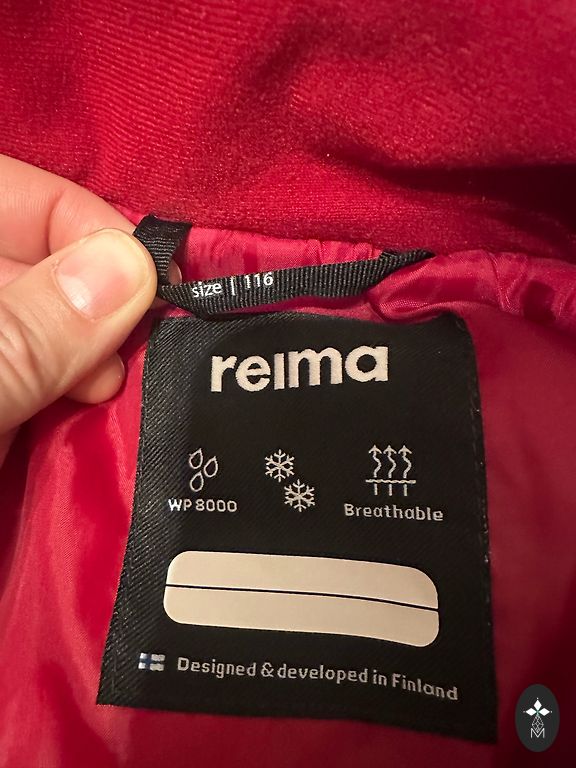 size | 116
reima
WP 8000
Breathable
Designed & developed in Finland
M